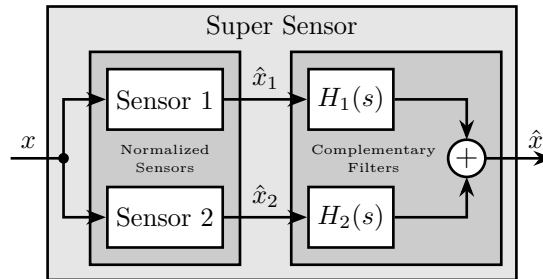 Super Sensor
x
Sensor 1
x̂₁
H₁(s)
Normalized
Sensors
Complementary
Filters
+
x̂
Sensor 2
x̂₂
H₂(s)